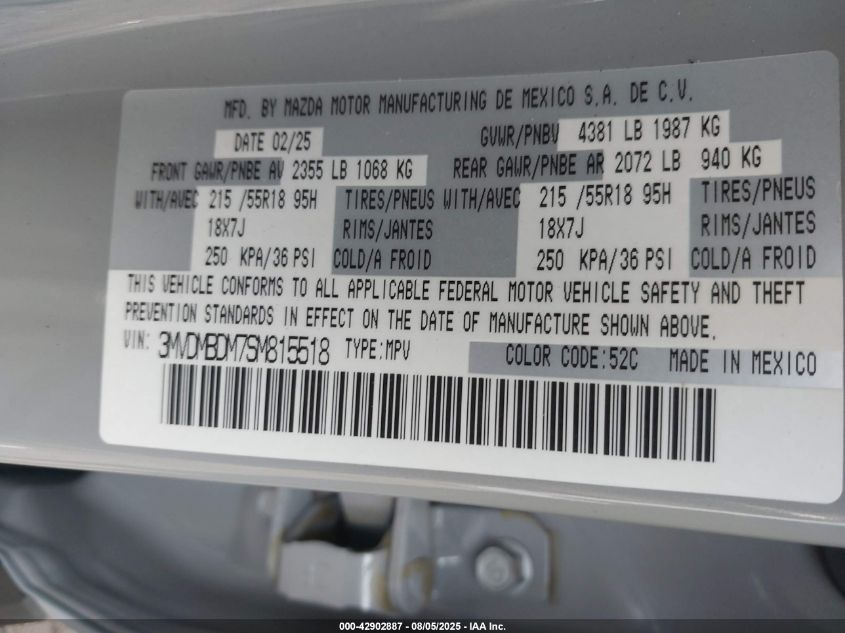 MFD. BY MAZDA MOTOR MANUFACTURING DE MEXICO S.A. DE C.V.
DATE 02/25 GVWR/PNBV 4381 LB 1987 KG
FRONT GAWR/PNBE AV 2355 LB 1068 KG REAR GAWR/PNBE AR 2072 LB 940 KG
WITH/AVEC 215 /55R18 95H TIRES/PNEUS WITH/AVEC 215 /55R18 95H TIRES/PNEUS
18X7J RIMS/JANTES 18X7J RIMS/JANTES
250 KPA/36 PSI COLD/A FROID 250 KPA/36 PSI COLD/A FROID
THIS VEHICLE CONFORMS TO ALL APPLICABLE FEDERAL MOTOR VEHICLE SAFETY AND THEFT
PREVENTION STANDARDS IN EFFECT ON THE DATE OF MANUFACTURE SHOWN ABOVE.
VIN: 3MVDMBDM7SM815518 TYPE:MPV COLOR CODE:52C MADE IN MEXICO
000-42902887 - 08/05/2025 - IAA Inc.